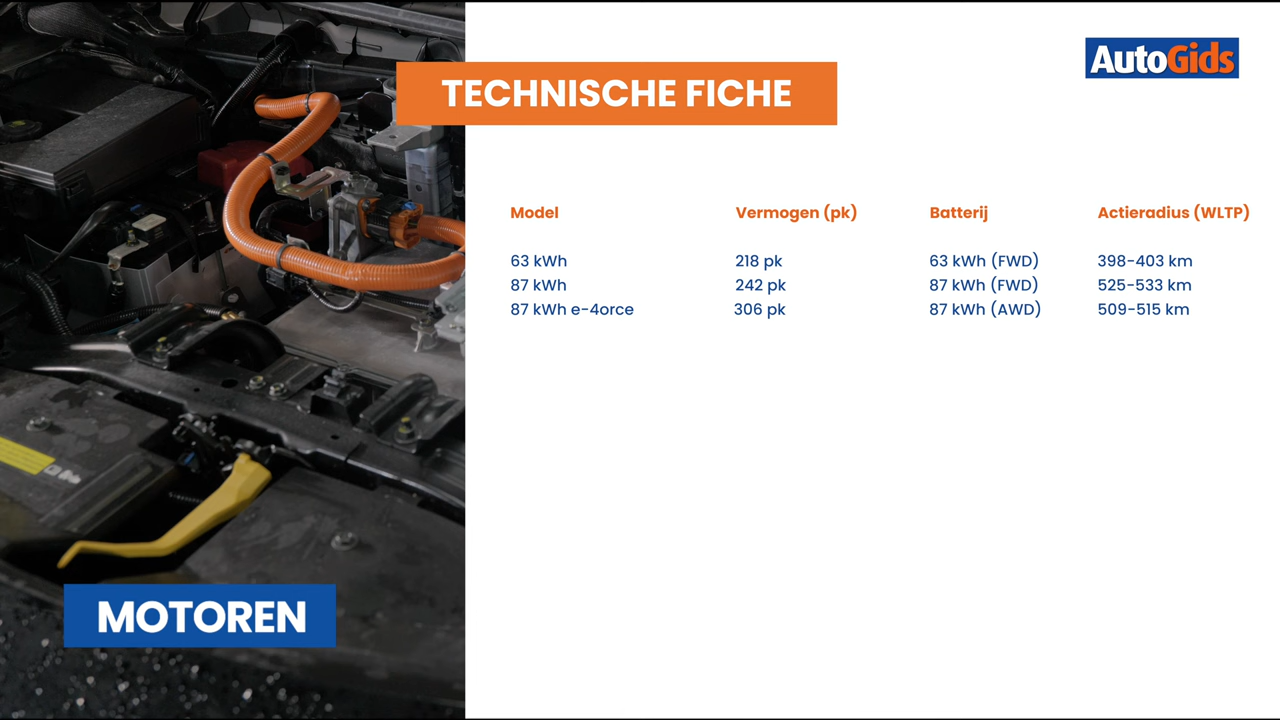 AutoGids
TECHNISCHE FICHE
Model Vermogen (pk) Batterij Actieradius (WLTP)
63 kWh 218 pk 63 kWh (FWD) 398-403 km
87 kWh 242 pk 87 kWh (FWD) 525-533 km
87 kWh e-4orce 306 pk 87 kWh (AWD) 509-515 km
MOTOREN